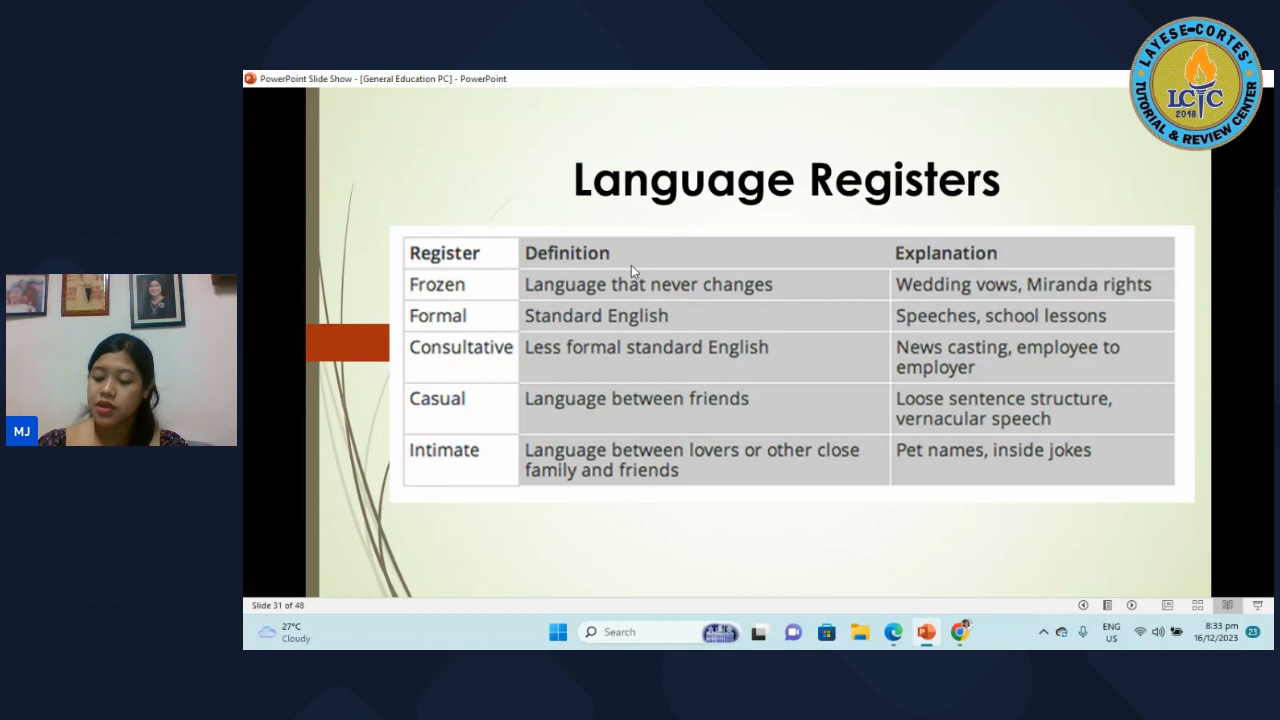 LAYESE-CORTES'
LCTC
2018
TUTORIAL & REVIEW CENTER
PowerPoint Slide Show - [General Education PC] - PowerPoint
Language Registers
Register Definition Explanation
Frozen Language that never changes Wedding vows, Miranda rights
Formal Standard English Speeches, school lessons
Consultative Less formal standard English News casting, employee to
employer
Casual Language between friends Loose sentence structure,
vernacular speech
Intimate Language between lovers or other close Pet names, inside jokes
family and friends
MJ
Slide 31 of 48
27°C
Cloudy
Search
ENG
US
8:33 pm
16/12/2023
23